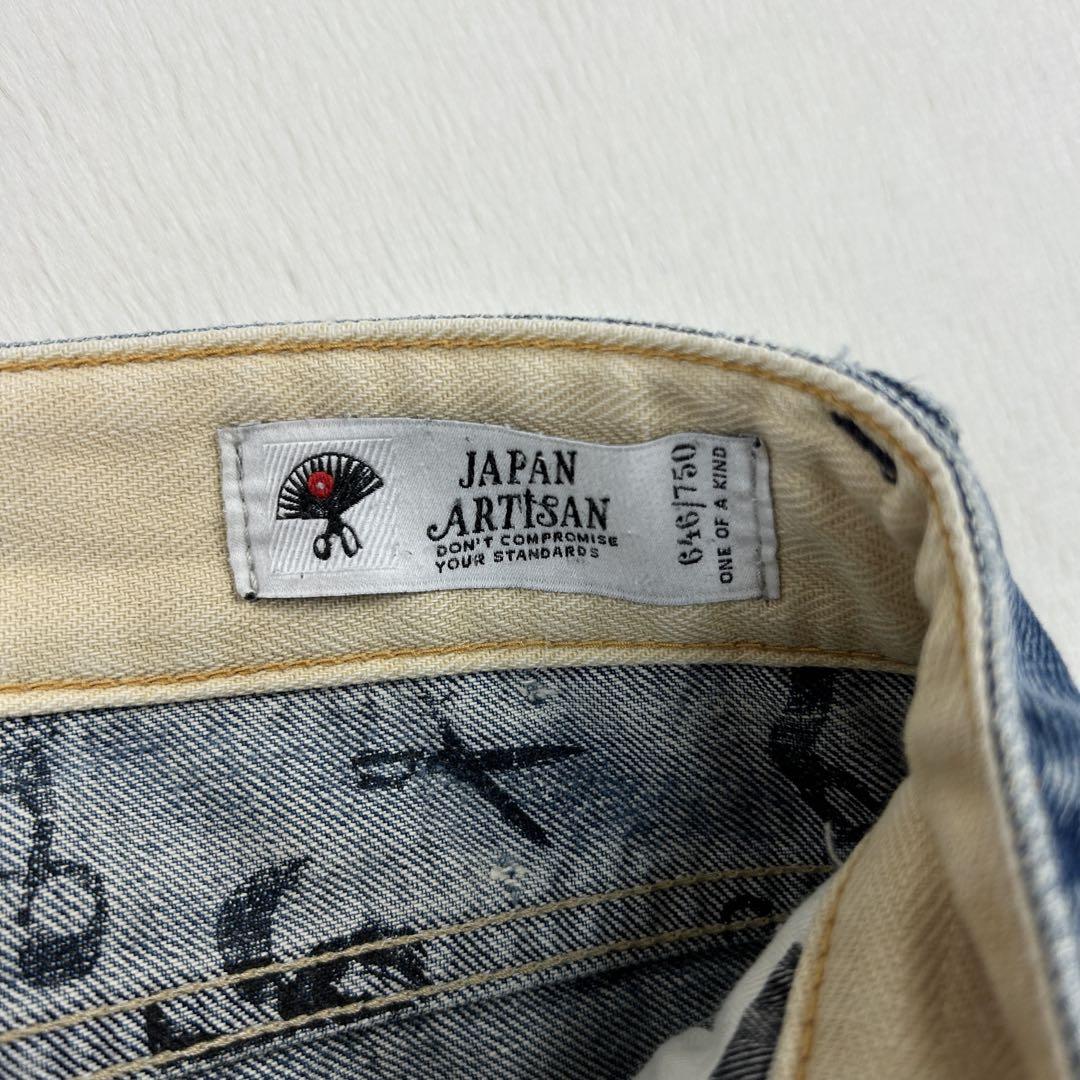 JAPAN
ARTISAN
DON'T COMPROMISE
YOUR STANDARDS
646/750
ONE OF A KIND